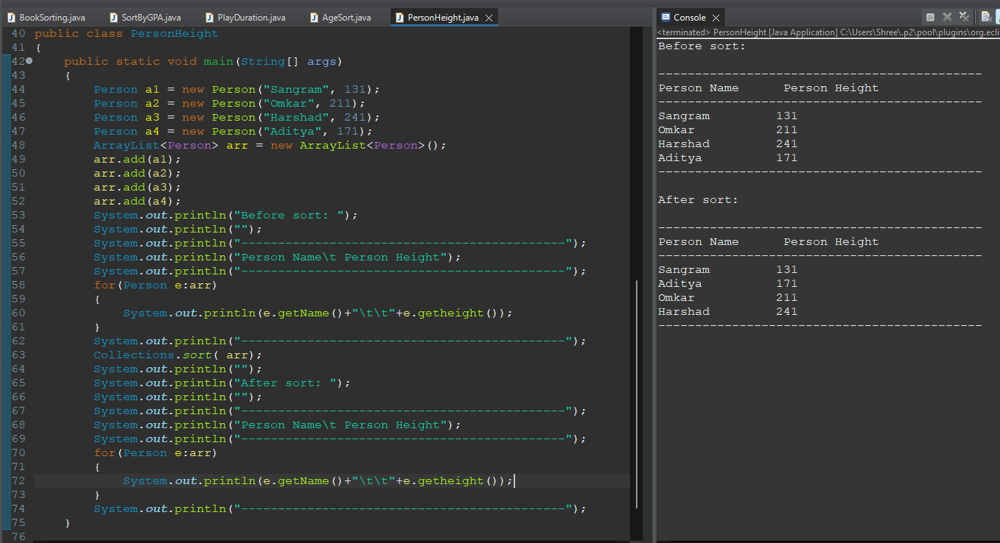 BookSorting.java SortByGPA.java PlayDuration.java AgeSort.java PersonHeight.java
40 public class PersonHeight
41 {
42 public static void main(String[] args)
43 {
44 Person a1 = new Person("Sangram", 131);
45 Person a2 = new Person("Omkar", 211);
46 Person a3 = new Person("Harshad", 241);
47 Person a4 = new Person("Aditya", 171);
48 ArrayList<Person> arr = new ArrayList<Person>();
49 arr.add(a1);
50 arr.add(a2);
51 arr.add(a3);
52 arr.add(a4);
53 System.out.println("Before sort: ");
54 System.out.println("");
55 System.out.println("--------------------------------------------");
56 System.out.println("Person Name\t Person Height");
57 System.out.println("--------------------------------------------");
58 for(Person e:arr)
59 {
60 System.out.println(e.getName()+"\t\t"+e.getheight());
61 }
62 System.out.println("--------------------------------------------");
63 Collections.sort( arr);
64 System.out.println("");
65 System.out.println("After sort: ");
66 System.out.println("");
67 System.out.println("--------------------------------------------");
68 System.out.println("Person Name\t Person Height");
69 System.out.println("--------------------------------------------");
70 for(Person e:arr)
71 {
72 System.out.println(e.getName()+"\t\t"+e.getheight());
73 }
74 System.out.println("--------------------------------------------");
75 }
76
Console
<terminated> PersonHeight [Java Application] C:\Users\Shree\.p2\pool\plugins\org.ecli
Before sort:
--------------------------------------------
Person Name Person Height
--------------------------------------------
Sangram 131
Omkar 211
Harshad 241
Aditya 171
--------------------------------------------
After sort:
--------------------------------------------
Person Name Person Height
--------------------------------------------
Sangram 131
Aditya 171
Omkar 211
Harshad 241
--------------------------------------------